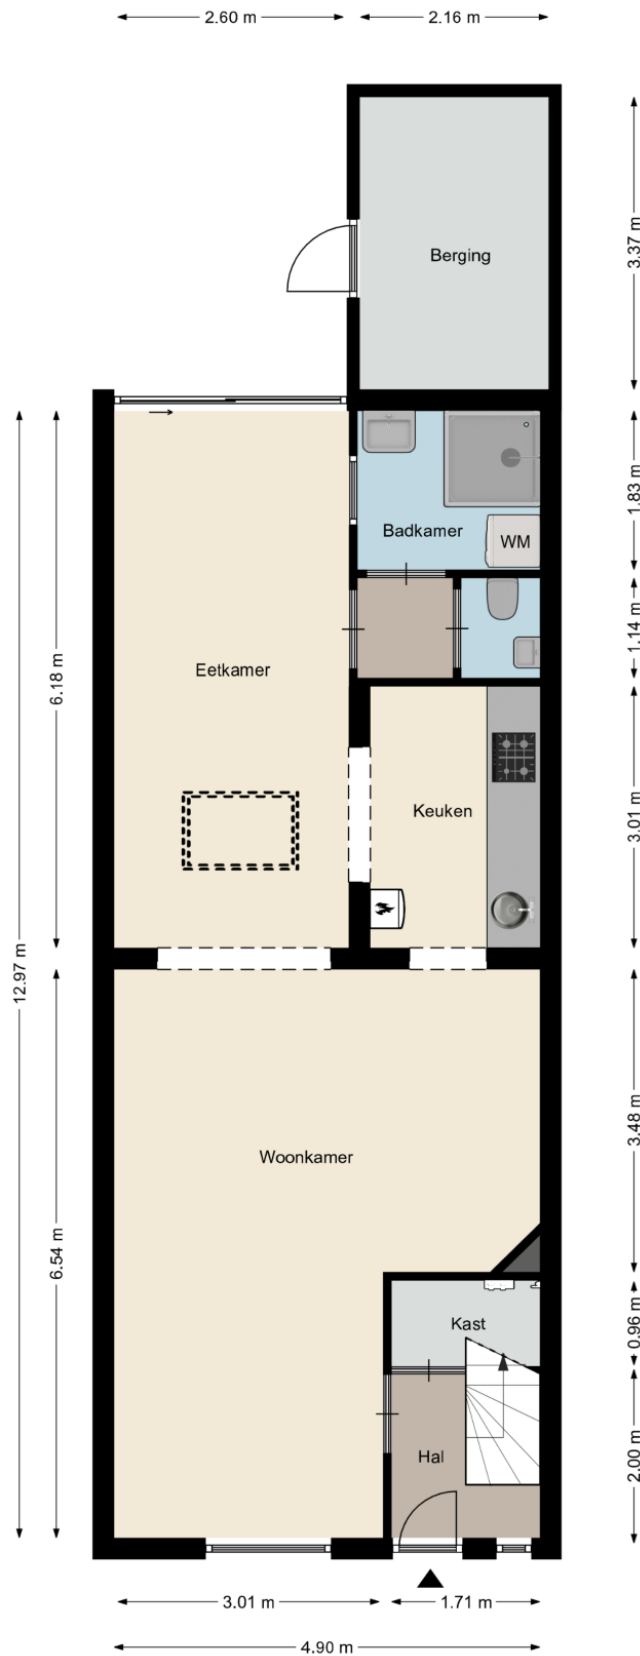 2.60 m
2.16 m
3.37 m
Berging
1.83 m
Badkamer
WM
1.14 m
Eetkamer
6.18 m
Keuken
3.01 m
12.97 m
Woonkamer
3.48 m
6.54 m
Kast
0.96 m
Hal
2.00 m
3.01 m
1.71 m
4.90 m